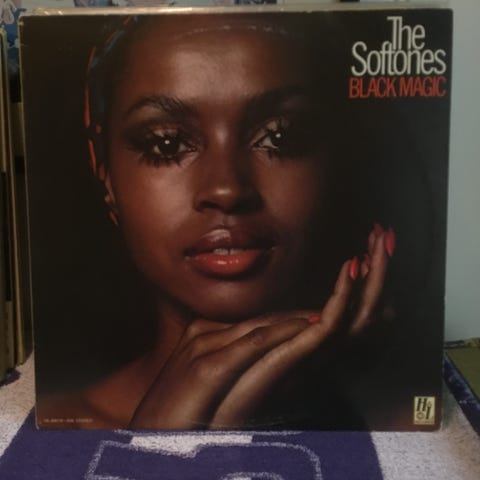 The
Softones
BLACK MAGIC
H